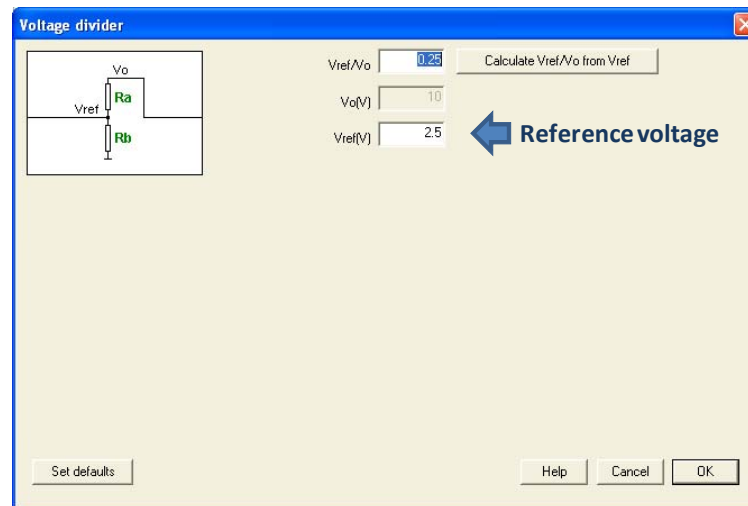 Voltage divider
Vo
Vref
Ra
Rb
Vref/Vo 0.25 Calculate Vref/Vo from Vref
Vo(V) 10
Vref(V) 2.5 Reference voltage
Set defaults Help Cancel OK